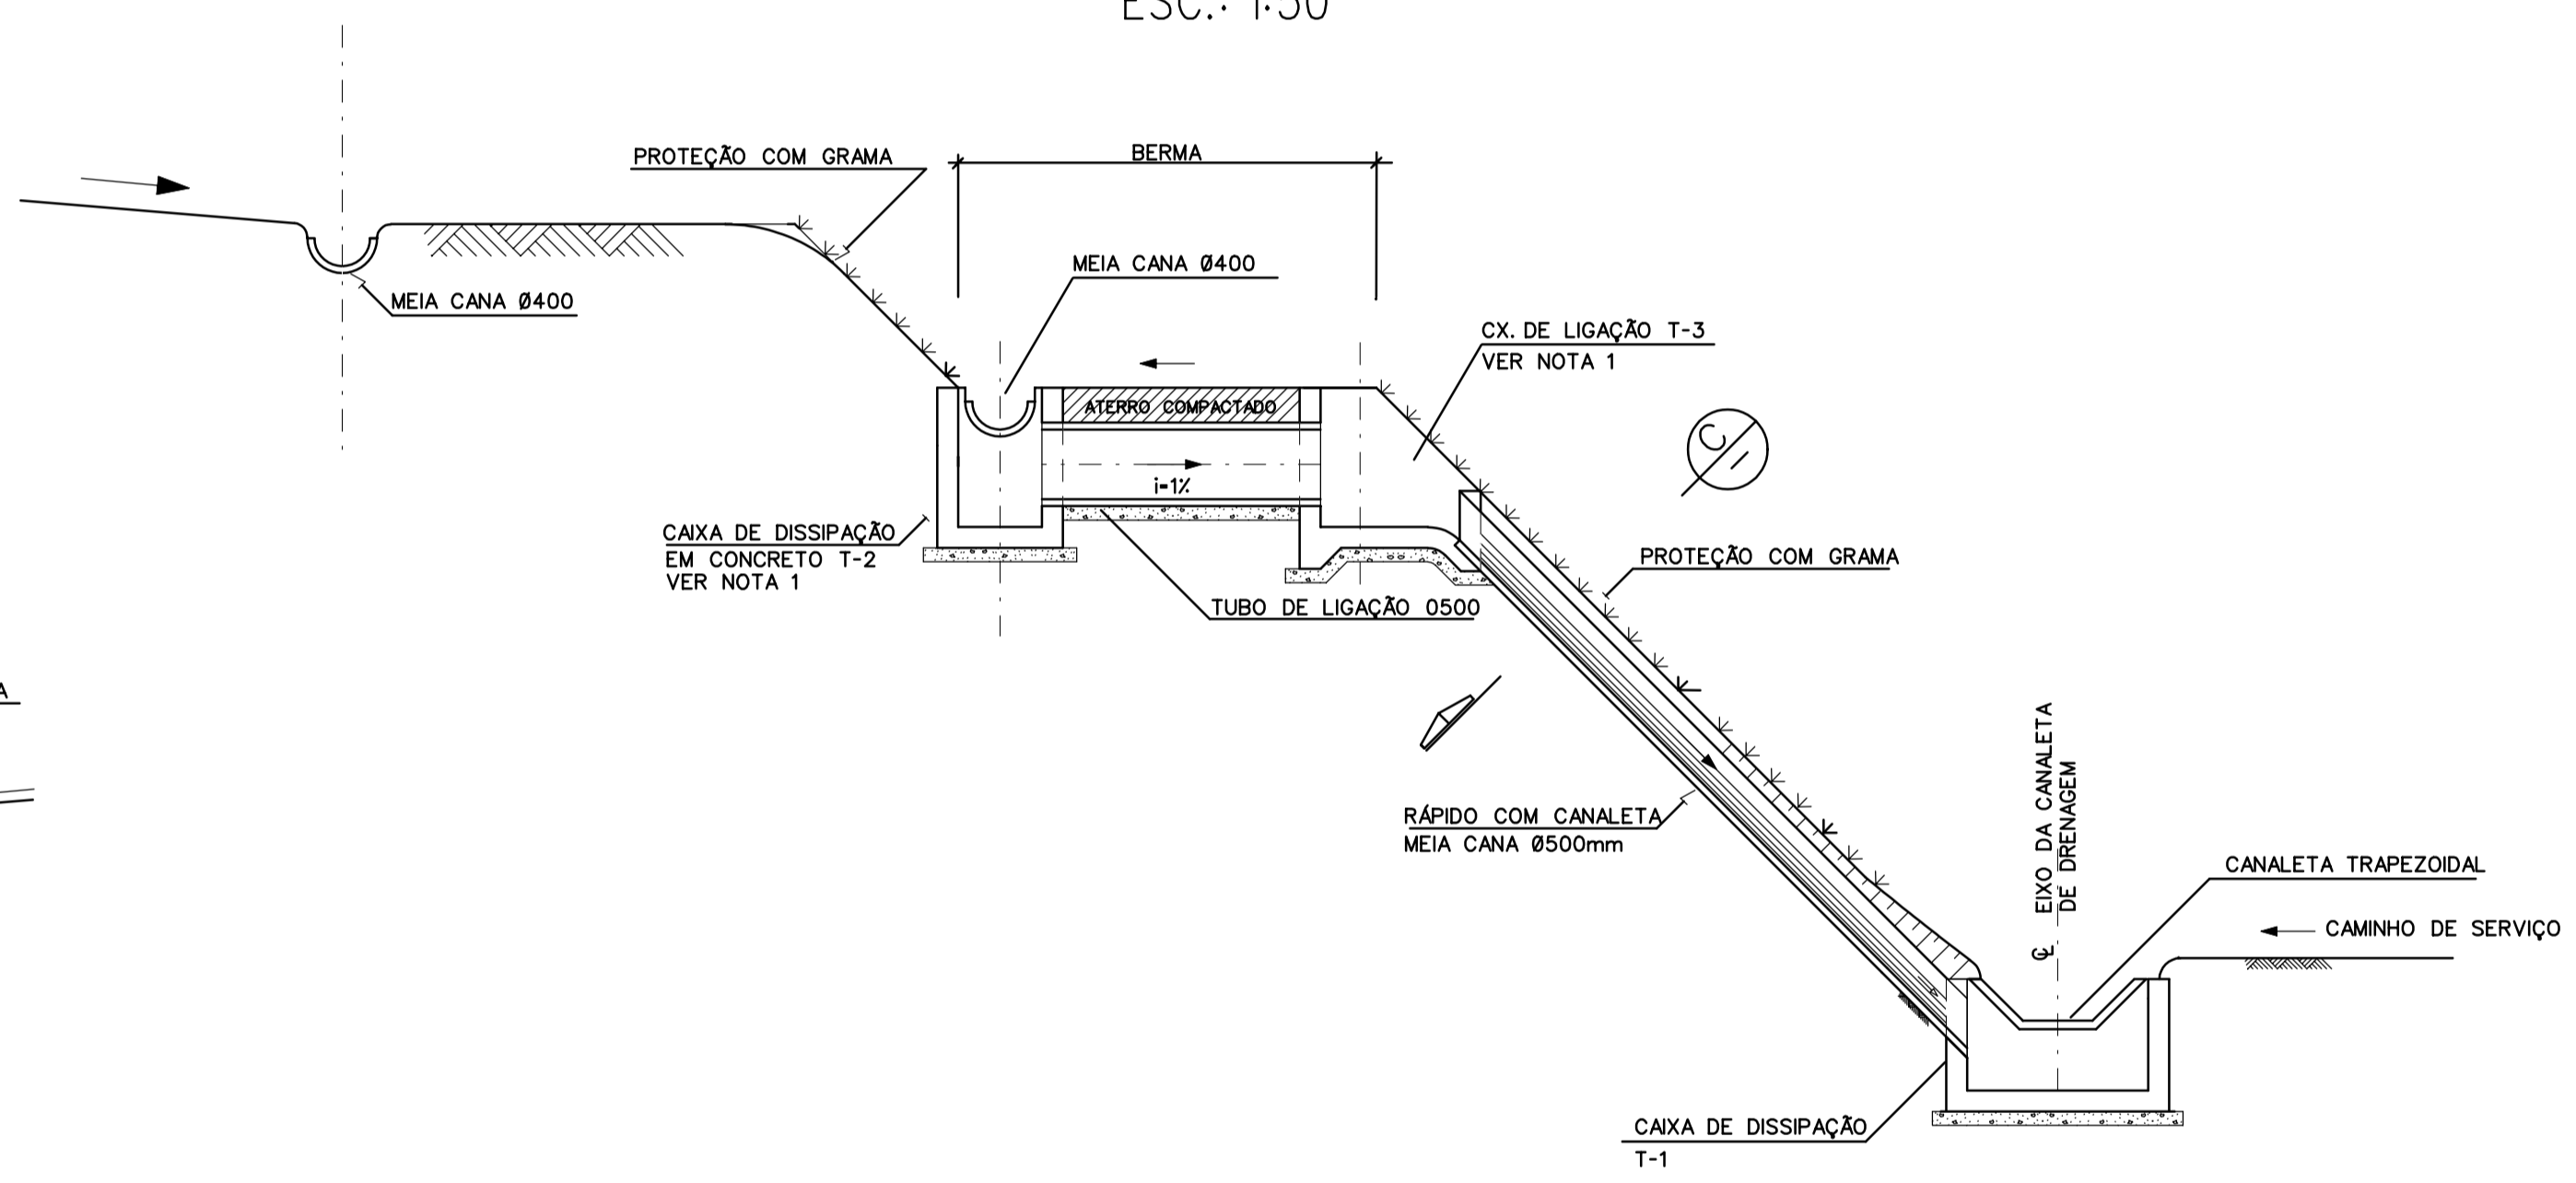 ESC.: 1:50
PROTEÇÃO COM GRAMA
BERMA
MEIA CANA Ø400
MEIA CANA Ø400
CX. DE LIGAÇÃO T-3
VER NOTA 1
ATERRO COMPACTADO
C
i=1%
CAIXA DE DISSIPAÇÃO
EM CONCRETO T-2
VER NOTA 1
PROTEÇÃO COM GRAMA
TUBO DE LIGAÇÃO 0500
A
EIXO DA CANALETA
DE DRENAGEM
RÁPIDO COM CANALETA
MEIA CANA Ø500mm
CANALETA TRAPEZOIDAL
CAMINHO DE SERVIÇO
CAIXA DE DISSIPAÇÃO
T-1